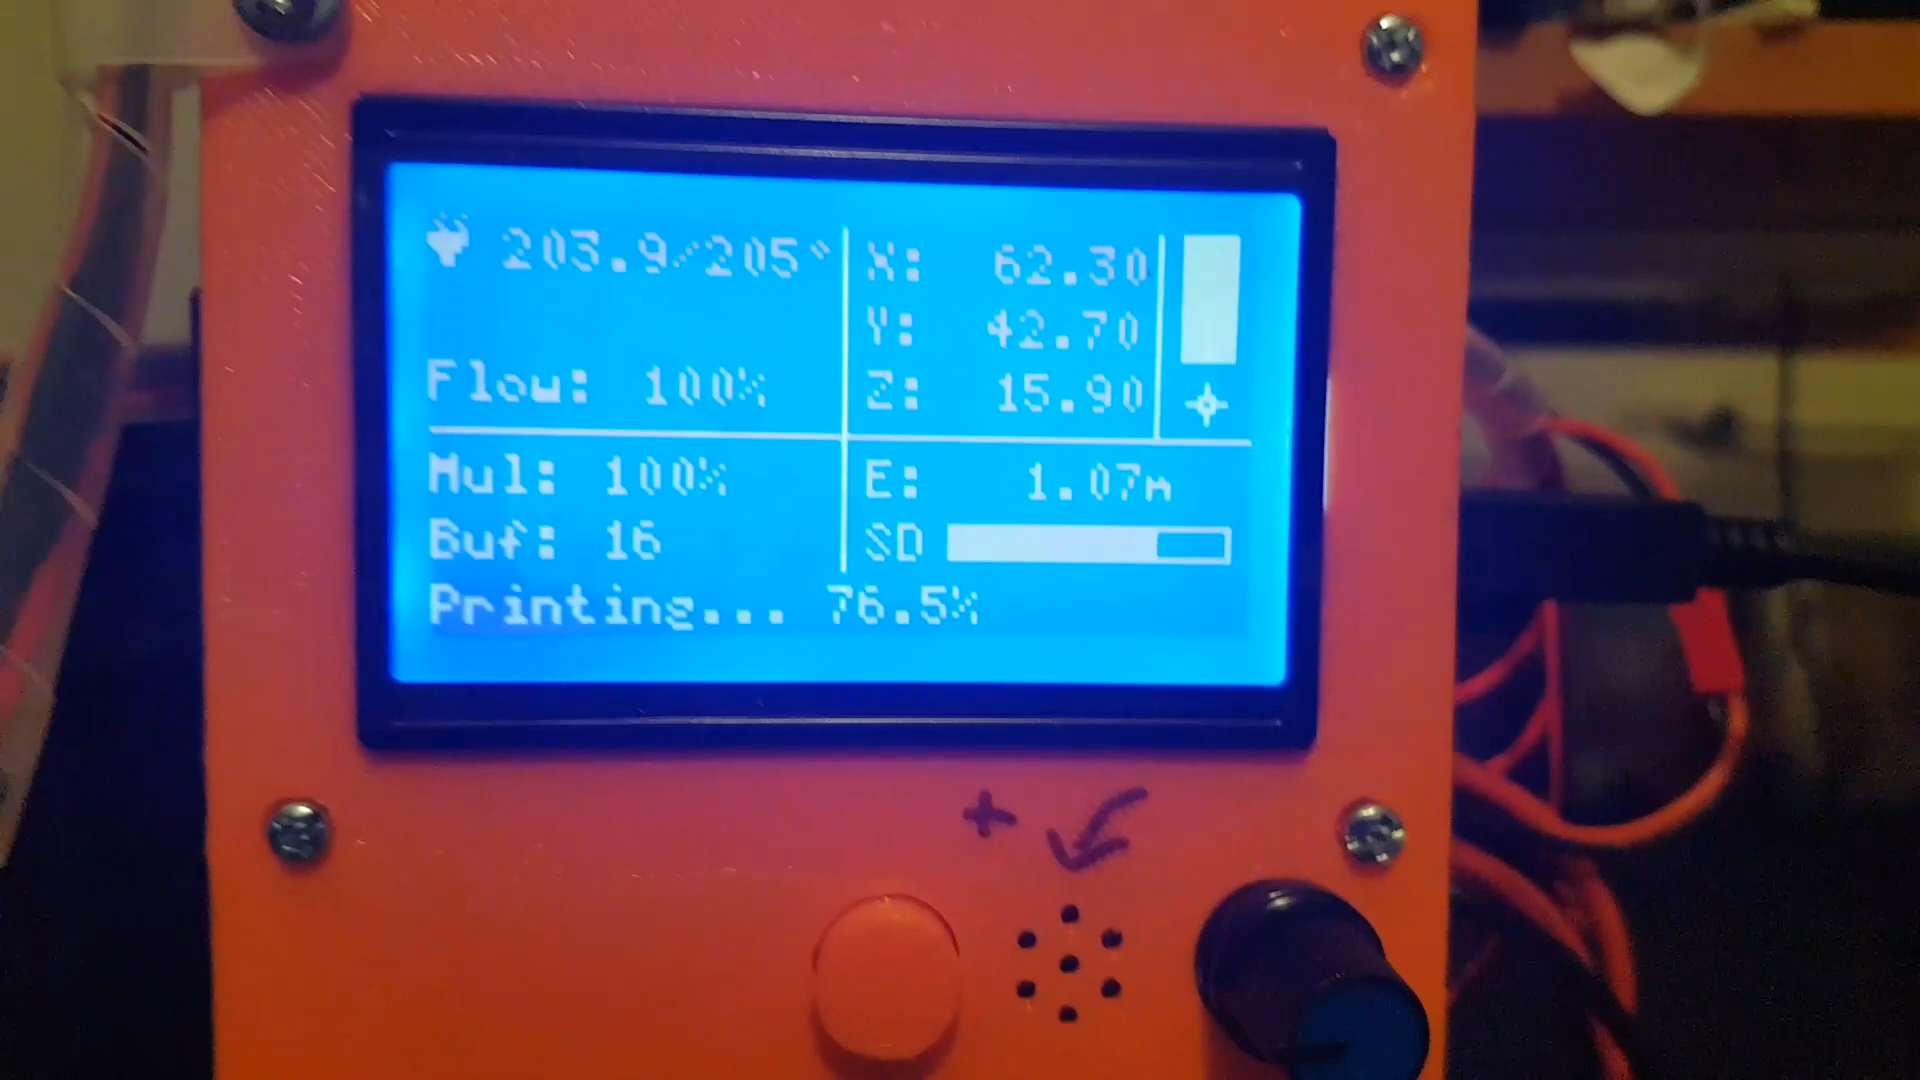 203.9/205°
Flow: 100%
X: 62.30
Y: 42.70
Z: 15.90
Mul: 100%
Buf: 16
E: 1.07m
SD
Printing... 76.5%
+